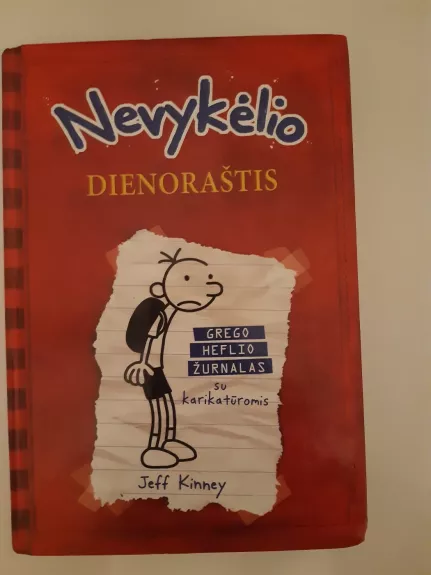 Nevykėlio
DIENORAŠTIS
GREGO
HEFLIO
ŽURNALAS
su
karikatūromis
Jeff Kinney